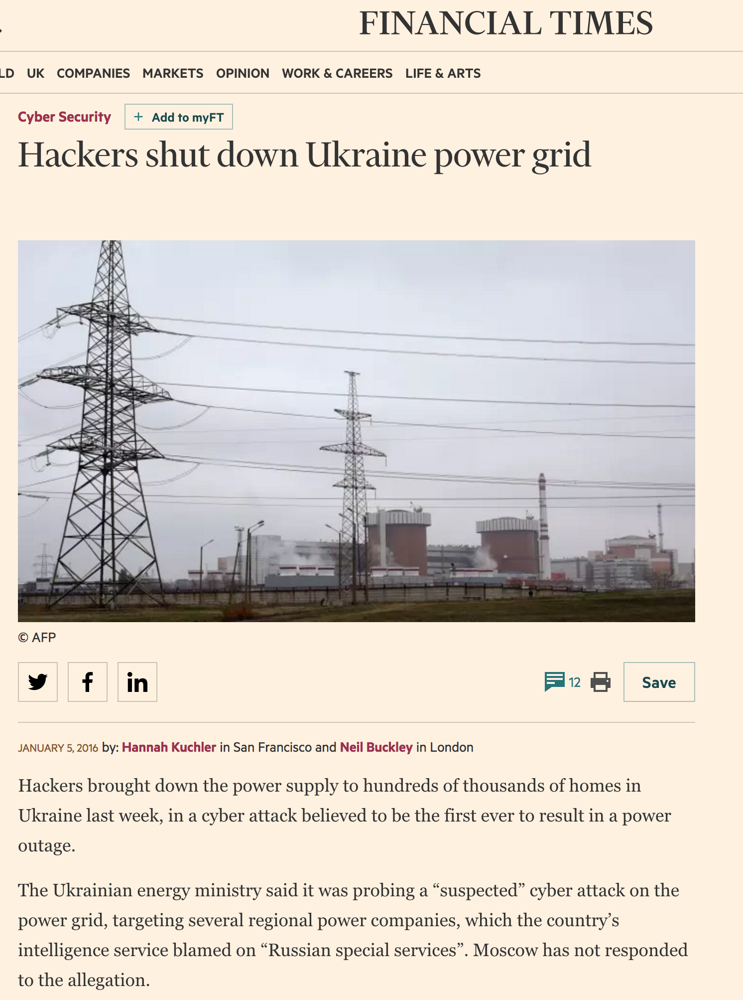 FINANCIAL TIMES
LD UK COMPANIES MARKETS OPINION WORK & CAREERS LIFE & ARTS
Cyber Security + Add to myFT
Hackers shut down Ukraine power grid
© AFP
f in 12 Save
JANUARY 5, 2016 by: Hannah Kuchler in San Francisco and Neil Buckley in London
Hackers brought down the power supply to hundreds of thousands of homes in
Ukraine last week, in a cyber attack believed to be the first ever to result in a power
outage.
The Ukrainian energy ministry said it was probing a “suspected” cyber attack on the
power grid, targeting several regional power companies, which the country’s
intelligence service blamed on “Russian special services”. Moscow has not responded
to the allegation.